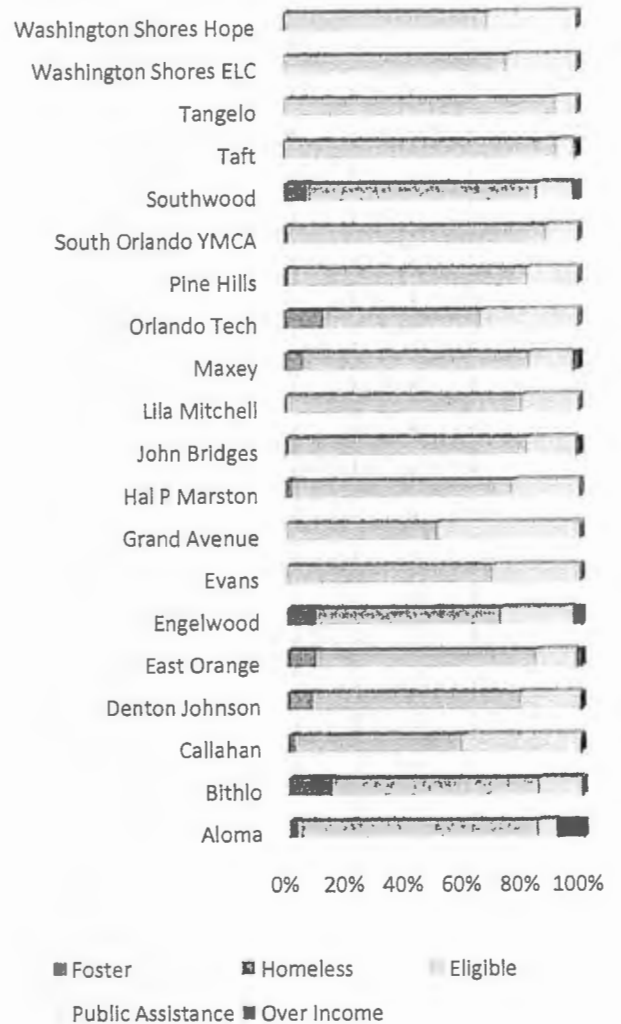 Washington Shores Hope
Washington Shores ELC
Tangelo
Taft
Southwood
South Orlando YMCA
Pine Hills
Orlando Tech
Maxey
Lila Mitchell
John Bridges
Hal P Marston
Grand Avenue
Evans
Engelwood
East Orange
Denton Johnson
Callahan
Bithlo
Aloma
0% 20% 40% 60% 80% 100%
Foster Homeless Eligible
Public Assistance Over Income